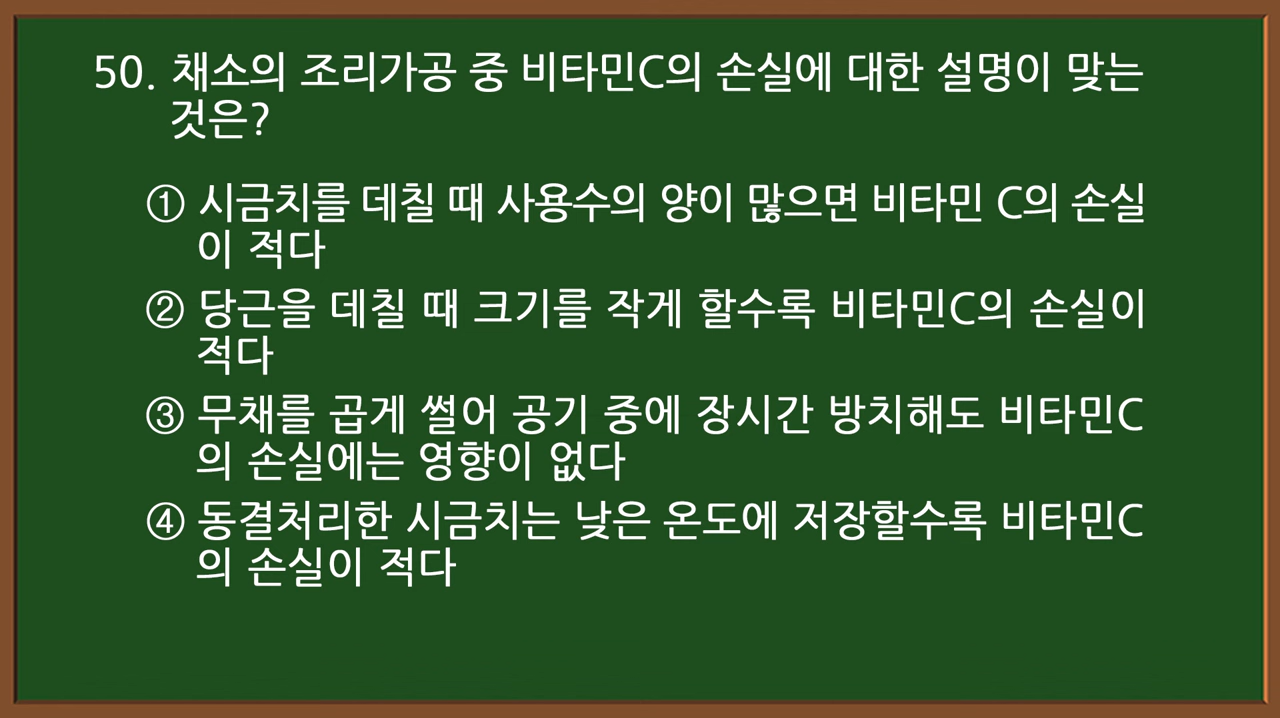 50. 채소의 조리가공 중 비타민C의 손실에 대한 설명이 맞는
것은?
① 시금치를 데칠 때 사용수의 양이 많으면 비타민 C의 손실
이 적다
② 당근을 데칠 때 크기를 작게 할수록 비타민C의 손실이
적다
③ 무채를 곱게 썰어 공기 중에 장시간 방치해도 비타민C
의 손실에는 영향이 없다
④ 동결처리한 시금치는 낮은 온도에 저장할수록 비타민C
의 손실이 적다